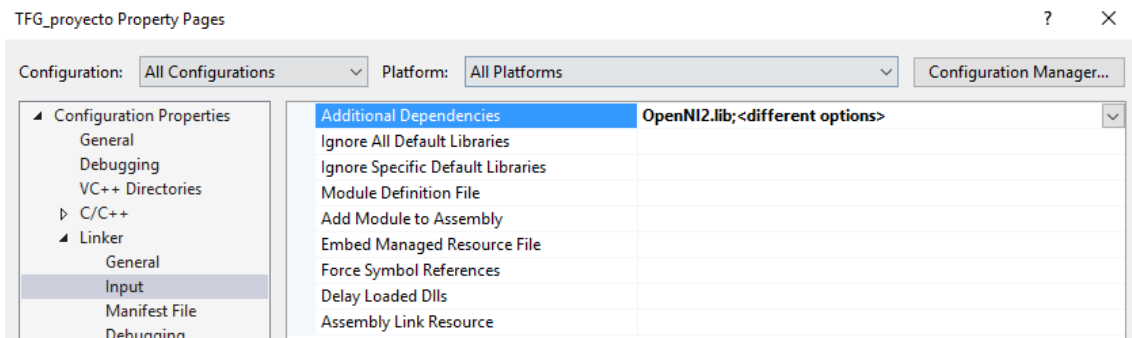 TFG_proyecto Property Pages ? ×
Configuration: All Configurations Platform: All Platforms Configuration Manager...
Configuration Properties
General
Debugging
VC++ Directories
C/C++
Linker
General
Input
Manifest File
Debugging
Additional Dependencies OpenNI2.lib;<different options>
Ignore All Default Libraries
Ignore Specific Default Libraries
Module Definition File
Add Module to Assembly
Embed Managed Resource File
Force Symbol References
Delay Loaded Dlls
Assembly Link Resource